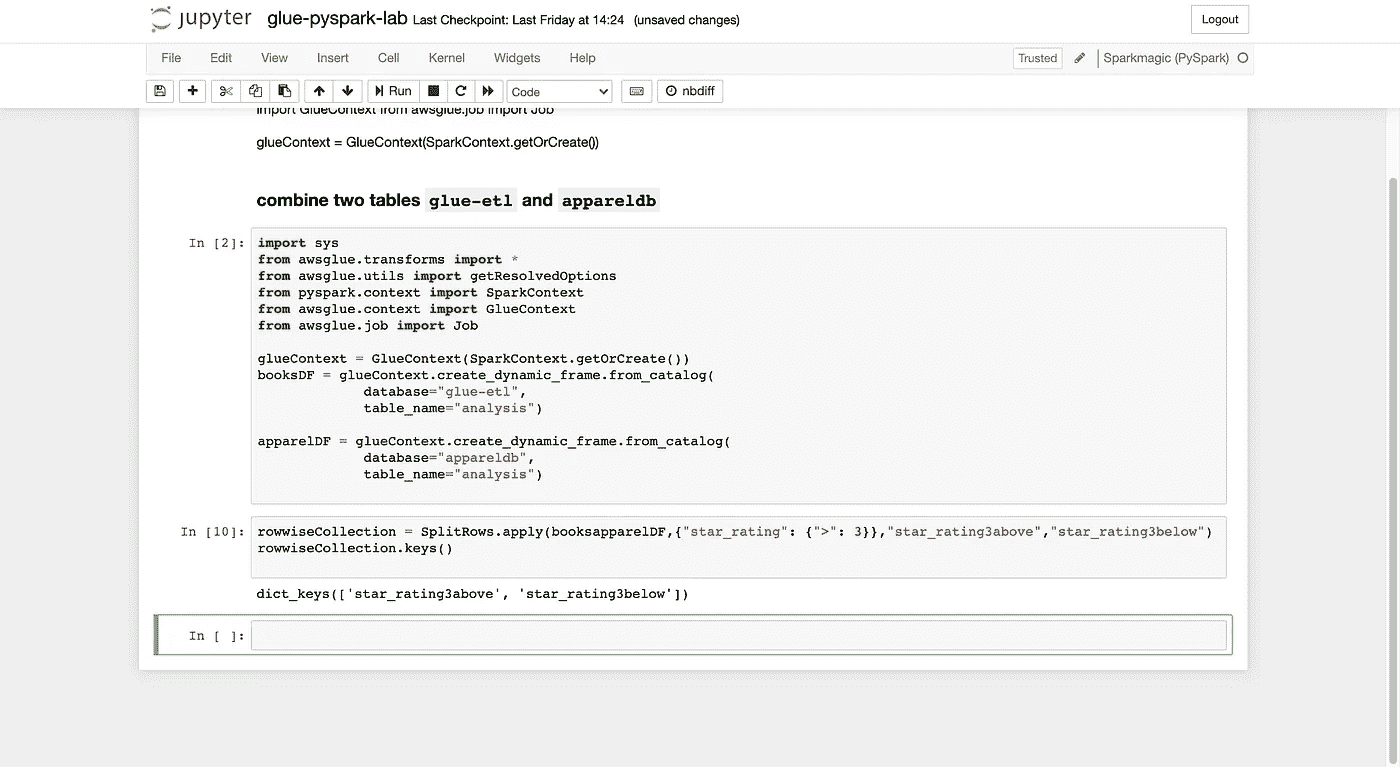 jupyter glue-pyspark-lab Last Checkpoint: Last Friday at 14:24 (unsaved changes) Logout
File Edit View Insert Cell Kernel Widgets Help Trusted Sparkmagic (PySpark)
Run Code nbdiff
import GlueContext from awsglue.job import Job
glueContext = GlueContext(SparkContext.getOrCreate())
combine two tables glue-etl and appareldb
In [2]: import sys
from awsglue.transforms import *
from awsglue.utils import getResolvedOptions
from pyspark.context import SparkContext
from awsglue.context import GlueContext
from awsglue.job import Job
glueContext = GlueContext(SparkContext.getOrCreate())
booksDF = glueContext.create_dynamic_frame.from_catalog(
database="glue-etl",
table_name="analysis")
apparelDF = glueContext.create_dynamic_frame.from_catalog(
database="appareldb",
table_name="analysis")
In [10]: rowwiseCollection = SplitRows.apply(booksapparelDF,{"star_rating": {">": 3}},"star_rating3above","star_rating3below")
rowwiseCollection.keys()
dict_keys(['star_rating3above', 'star_rating3below'])
In [ ]: